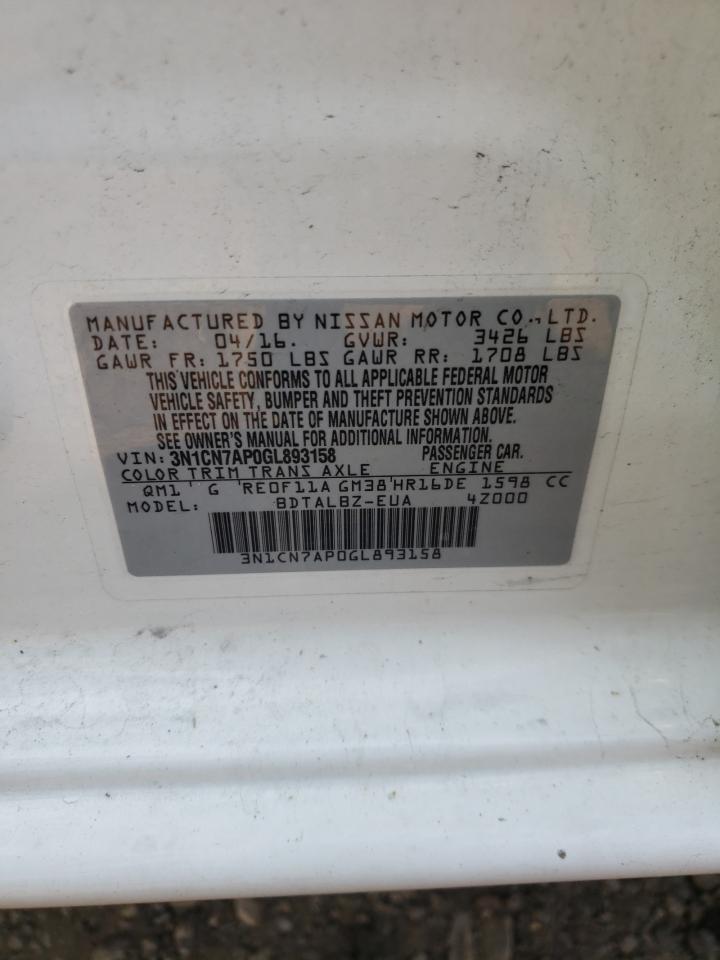 MANUFACTURED BY NISSAN MOTOR CO., LTD.
DATE: 04/16. GVWR: 3426 LBS
GAWR FR: 1750 LBS GAWR RR: 1708 LBS
THIS VEHICLE CONFORMS TO ALL APPLICABLE FEDERAL MOTOR
VEHICLE SAFETY, BUMPER AND THEFT PREVENTION STANDARDS
IN EFFECT ON THE DATE OF MANUFACTURE SHOWN ABOVE.
SEE OWNER'S MANUAL FOR ADDITIONAL INFORMATION.
VIN: 3N1CN7AP0GL893158 PASSENGER CAR.
COLOR TRIM TRANS AXLE ENGINE
QM1 ' G 'RE0F11A GM38'HR16DE 1598 CC
MODEL: BDTALBZ-EUA 4Z000
3N1CN7AP0GL893158